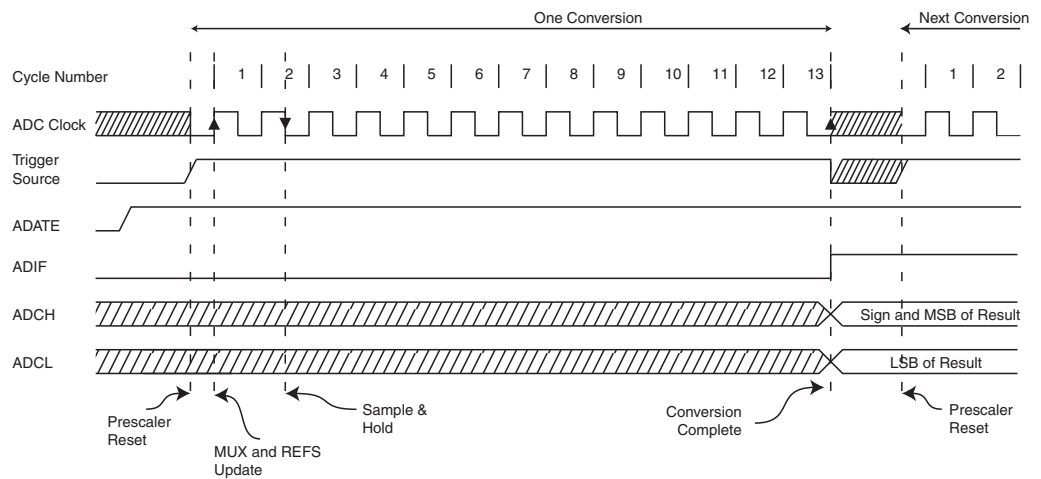 One Conversion
Next Conversion
Cycle Number
1 2 3 4 5 6 7 8 9 10 11 12 13 1 2
ADC Clock
Trigger
Source
ADATE
ADIF
ADCH
Sign and MSB of Result
ADCL
LSB of Result
Prescaler
Reset
MUX and REFS
Update
Sample &
Hold
Conversion
Complete
Prescaler
Reset